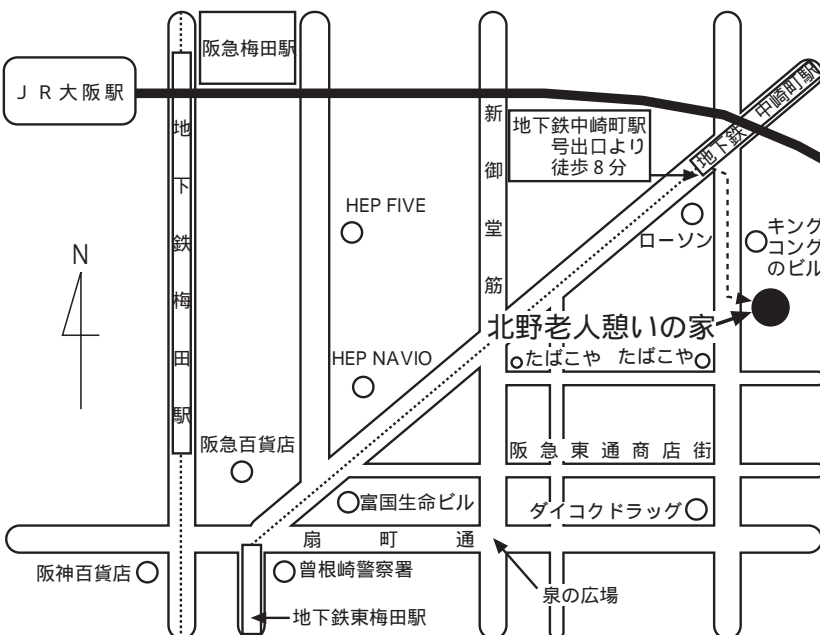 阪急梅田駅
ＪＲ大阪駅
地下鉄梅田駅
新御堂筋
地下鉄中崎町駅
号出口より
徒歩８分
地下鉄 中崎町駅
HEP FIVE
ローソン
キング
コング
のビル
N
北野老人憩いの家
HEP NAVIO
たばこや
たばこや
阪急百貨店
阪急東通商店街
富国生命ビル
ダイコクドラッグ
扇町通
阪神百貨店
曽根崎警察署
泉の広場
地下鉄東梅田駅